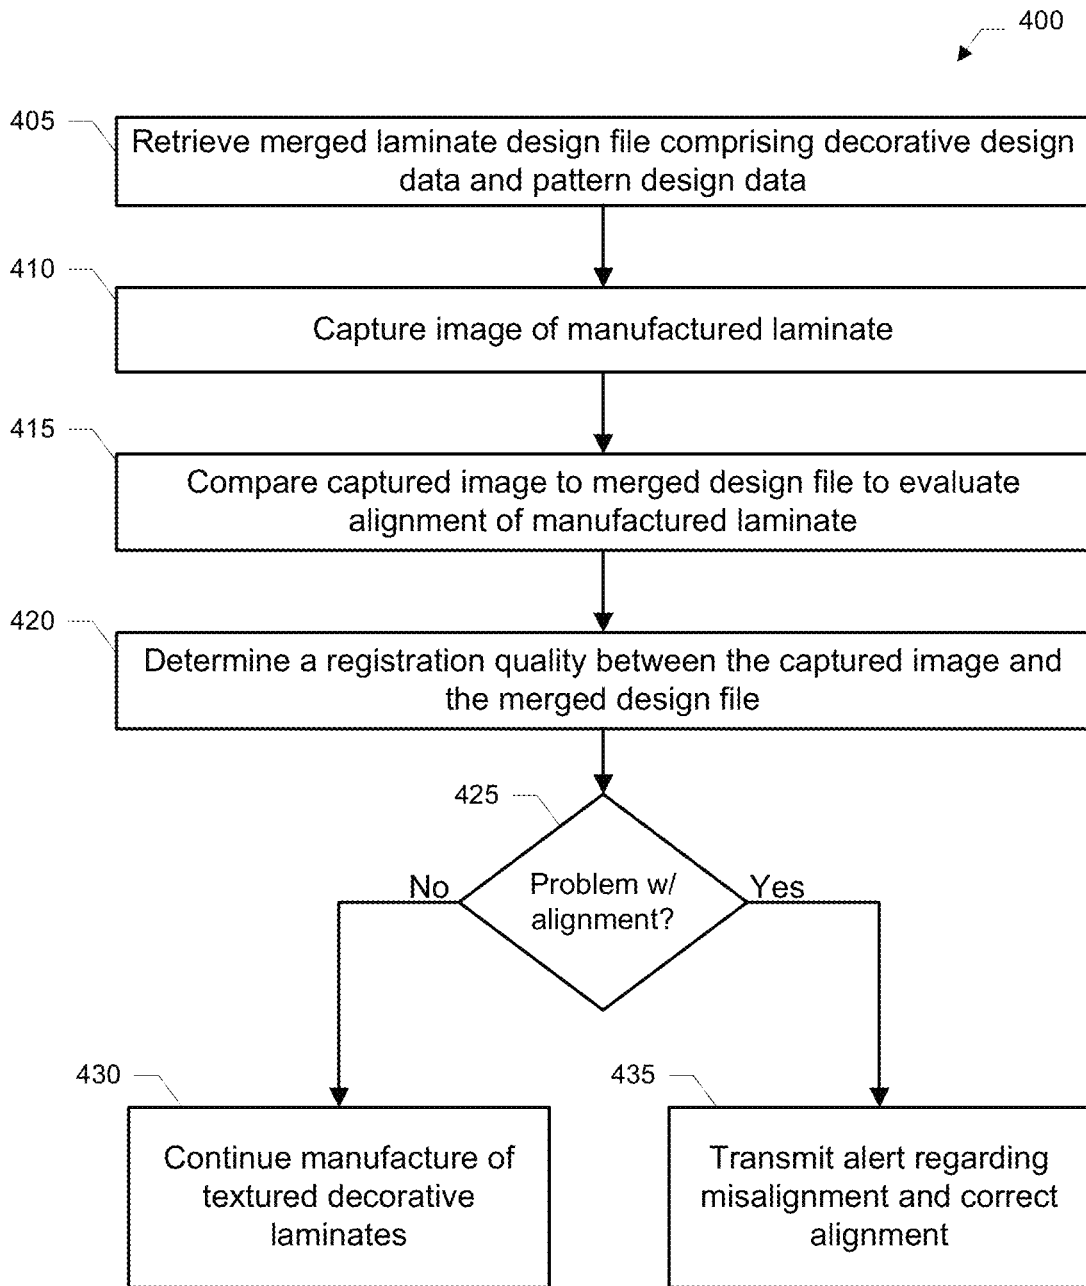 400
405
Retrieve merged laminate design file comprising decorative design
data and pattern design data
410
Capture image of manufactured laminate
415
Compare captured image to merged design file to evaluate
alignment of manufactured laminate
420
Determine a registration quality between the captured image and
the merged design file
425
Problem w/
alignment?
No
Yes
430
Continue manufacture of
textured decorative
laminates
435
Transmit alert regarding
misalignment and correct
alignment